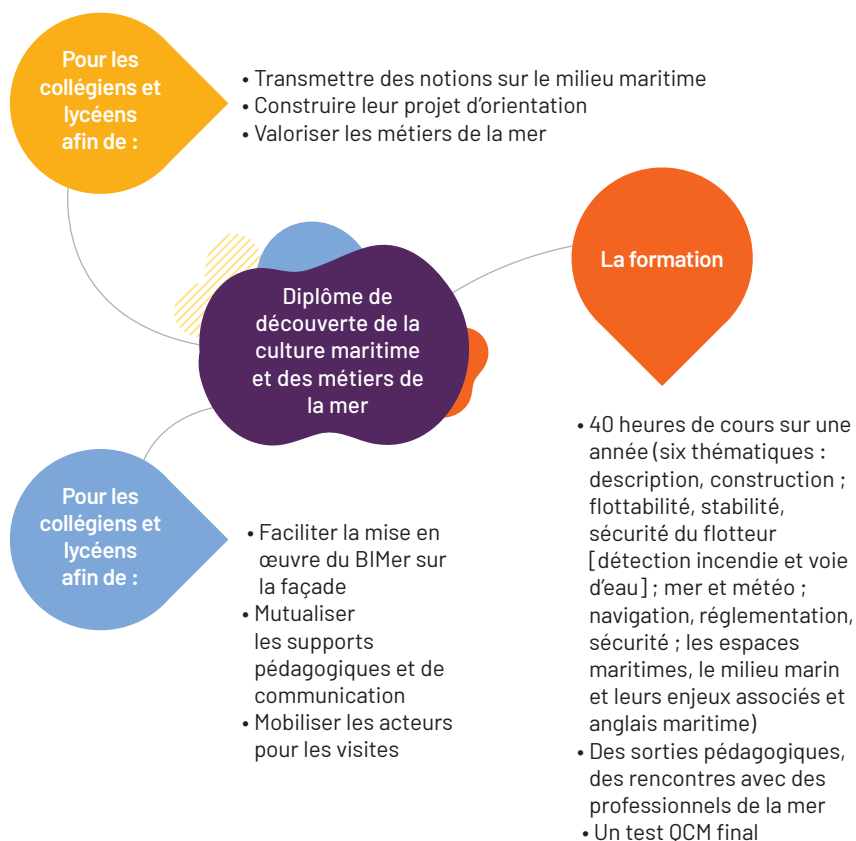 Pour les
collégiens et
lycéens
afin de :
• Transmettre des notions sur le milieu maritime
• Construire leur projet d'orientation
• Valoriser les métiers de la mer
La formation
Diplôme de
découverte de la
culture maritime
et des métiers de
la mer
Pour les
collégiens et
lycéens
afin de :
• Faciliter la mise en
œuvre du BIMer sur
la façade
• Mutualiser
les supports
pédagogiques et de
communication
• Mobiliser les acteurs
pour les visites
• 40 heures de cours sur une
année (six thématiques :
description, construction ;
flottabilité, stabilité,
sécurité du flotteur
[détection incendie et voie
d'eau] ; mer et météo ;
navigation, réglementation,
sécurité ; les espaces
maritimes, le milieu marin
et leurs enjeux associés et
anglais maritime)
• Des sorties pédagogiques,
des rencontres avec des
professionnels de la mer
• Un test QCM final